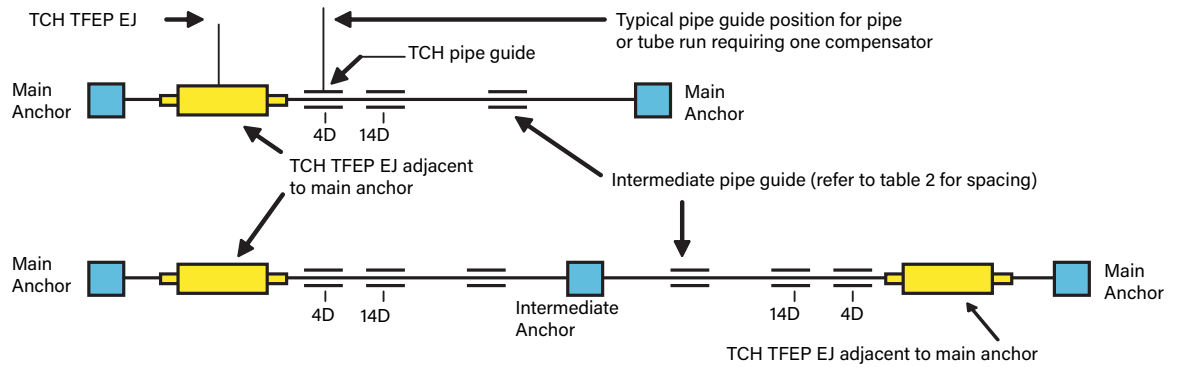 TCH TFEP EJ
Typical pipe guide position for pipe
or tube run requiring one compensator
TCH pipe guide
Main
Anchor
Main
Anchor
4D
14D
TCH TFEP EJ adjacent
to main anchor
Intermediate pipe guide (refer to table 2 for spacing)
Main
Anchor
Main
Anchor
4D
14D
Intermediate
Anchor
14D
4D
TCH TFEP EJ adjacent to main anchor